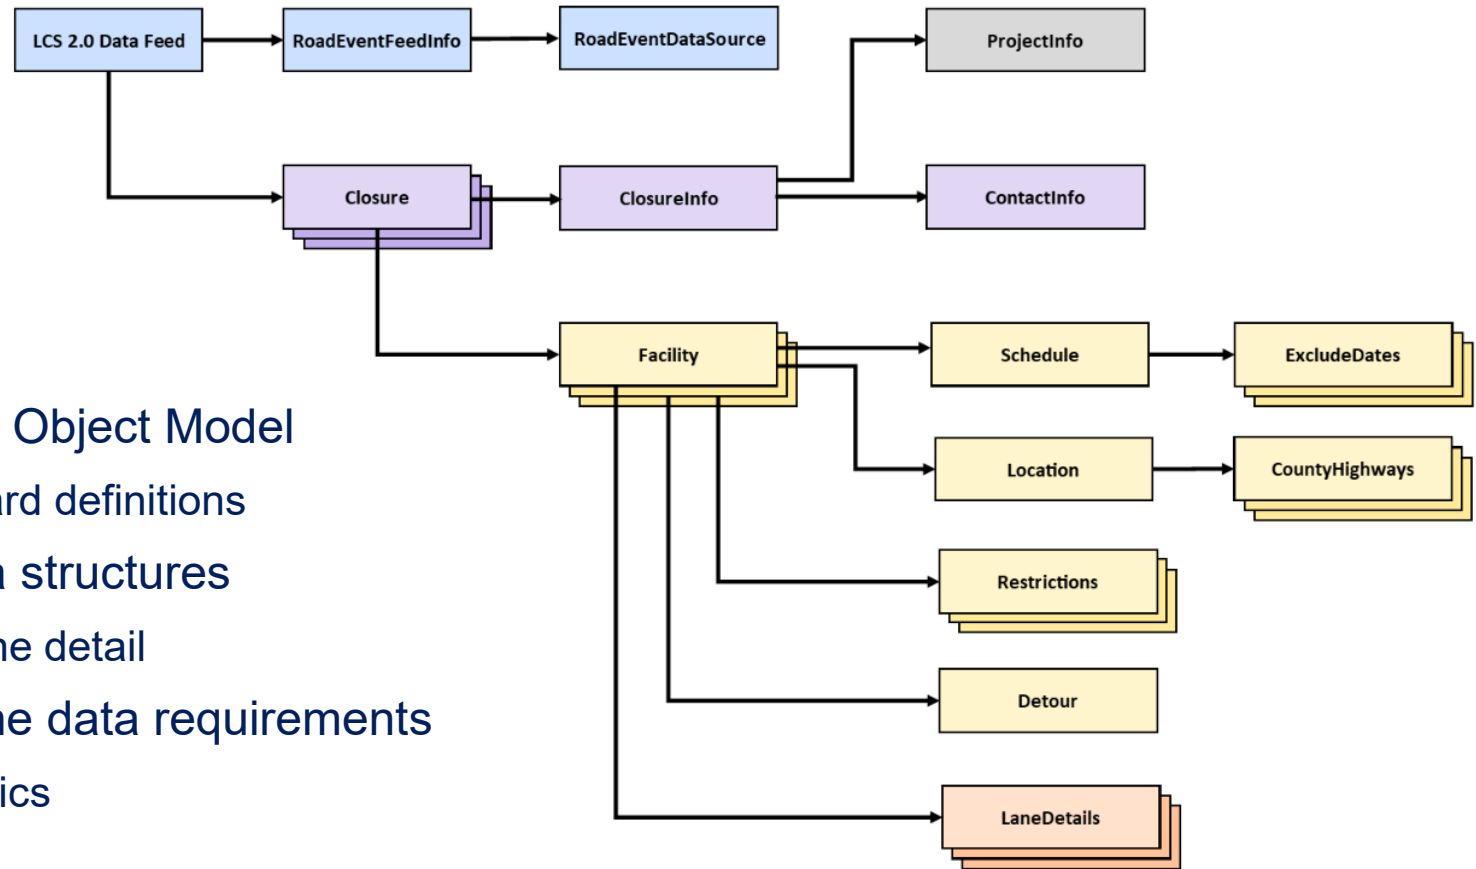 LCS 2.0 Data Feed
RoadEventFeedInfo
RoadEventDataSource
ProjectInfo
Closure
ClosureInfo
ContactInfo
Facility
Schedule
ExcludeDates
Location
CountyHighways
Restrictions
Detour
LaneDetails
Object Model
ard definitions
a structures
ne detail
ne data requirements
ics